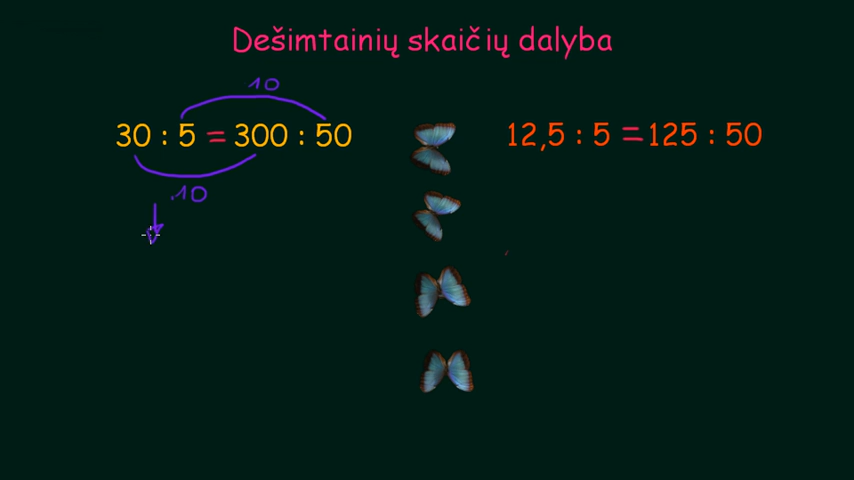 Dešimtainių skaičių dalyba
10
30 : 5 = 300 : 50
.10
12,5 : 5 = 125 : 50